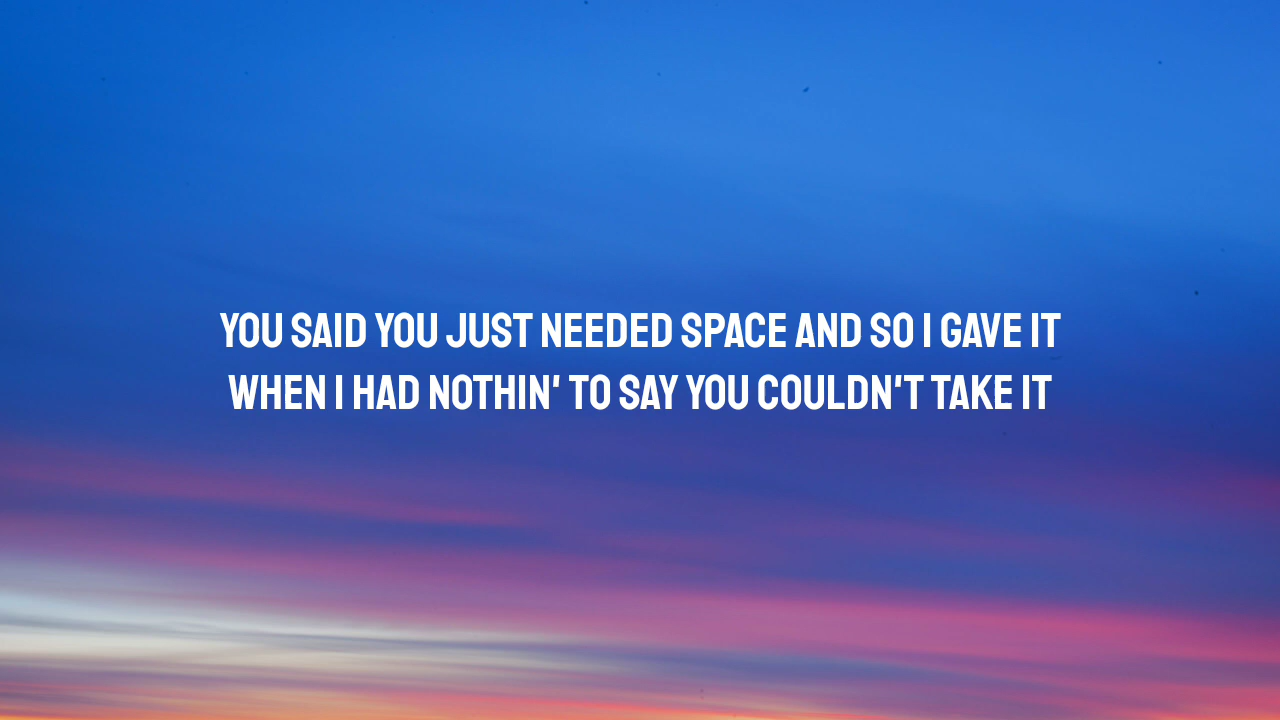 YOU SAID YOU JUST NEEDED SPACE AND SO I GAVE IT
WHEN I HAD NOTHIN' TO SAY YOU COULDN'T TAKE IT